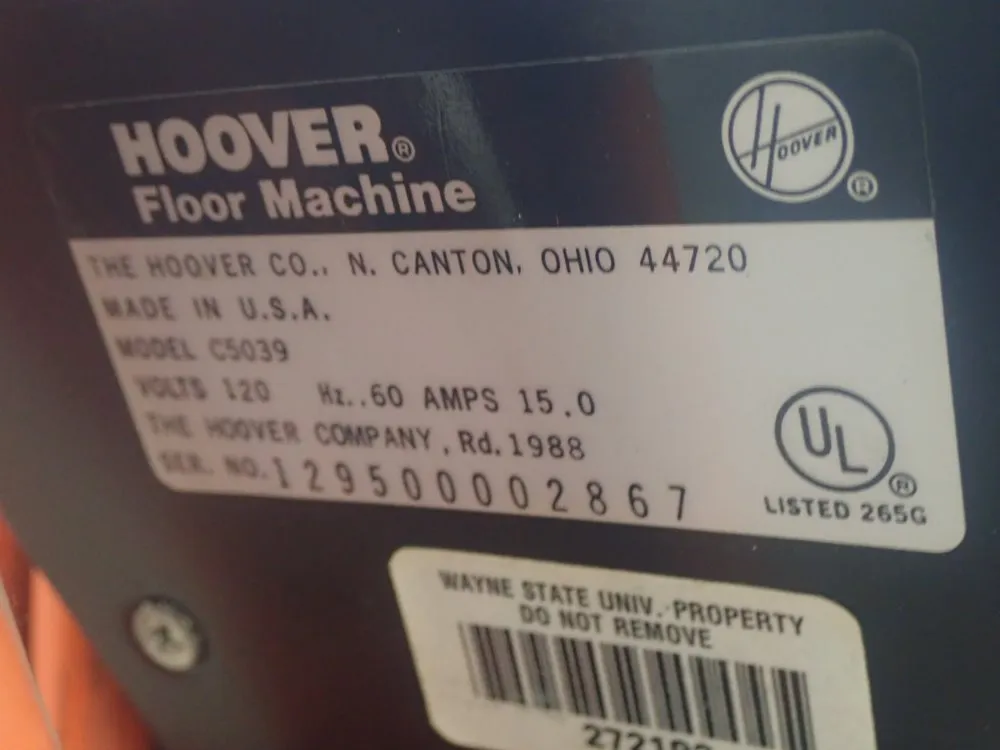 HOOVER®
Floor Machine
HOOVER
®
THE HOOVER CO., N. CANTON, OHIO 44720
MADE IN U.S.A.
MODEL C5039
VOLTS 120 Hz..60 AMPS 15.0
THE HOOVER COMPANY, Rd. 1988
SER. NO. 129500002867
UL®
LISTED 265G
WAYNE STATE UNIV. PROPERTY
DO NOT REMOVE